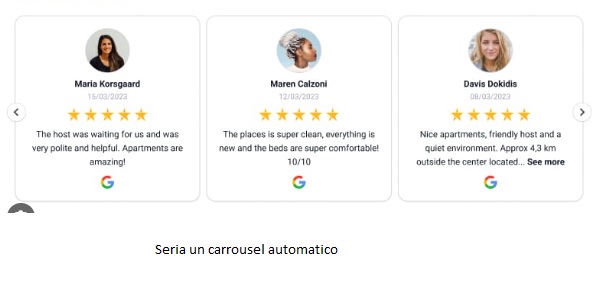 Maria Korsgaard
15/03/2023
The host was waiting for us and was
very polite and helpful. Apartments are
amazing!
Maren Calzoni
12/03/2023
The places is super clean, everything is
new and the beds are super comfortable!
10/10
Davis Dokidis
08/03/2023
Nice apartments, friendly host and a
quiet environment. Approx 4,3 km
outside the center located... See more
Seria un carrousel automatico